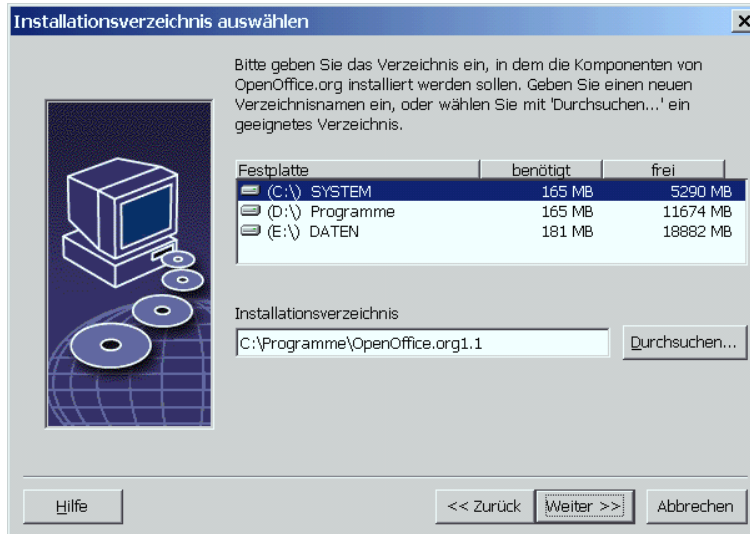 Installationsverzeichnis auswählen
Bitte geben Sie das Verzeichnis ein, in dem die Komponenten von
OpenOffice.org installiert werden sollen. Geben Sie einen neuen
Verzeichnisnamen ein, oder wählen Sie mit 'Durchsuchen...' ein
geeignetes Verzeichnis.
Festplatte benötigt frei
(C:\) SYSTEM 165 MB 5290 MB
(D:\) Programme 165 MB 11674 MB
(E:\) DATEN 181 MB 18882 MB
Installationsverzeichnis
C:\Programme\OpenOffice.org1.1 Durchsuchen...
Hilfe << Zurück Weiter >> Abbrechen